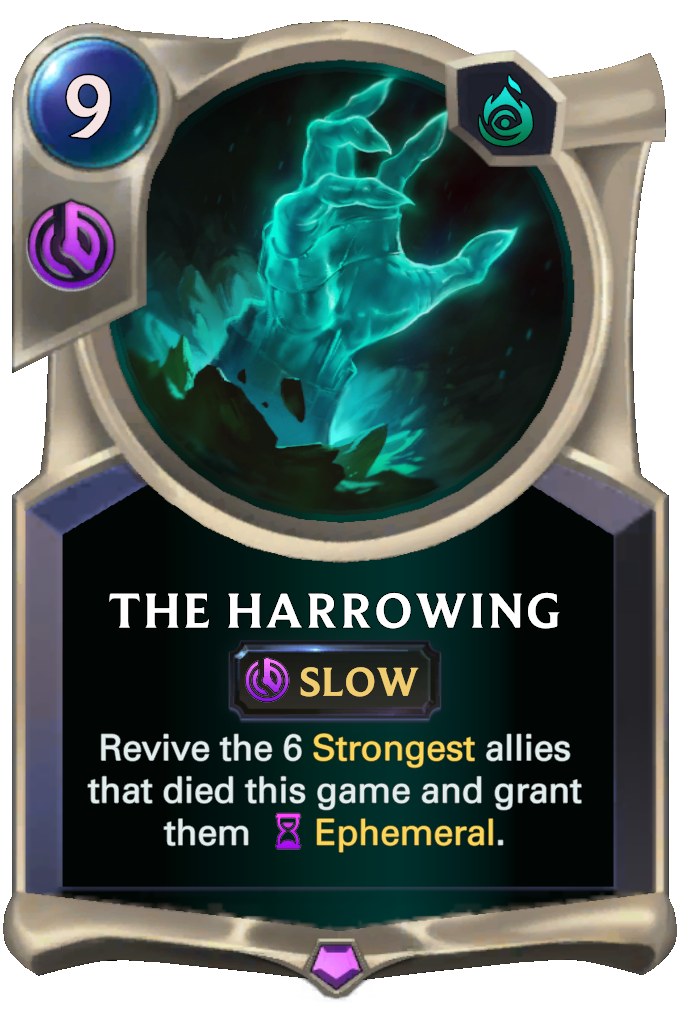 9
THE HARROWING
SLOW
Revive the 6 Strongest allies
that died this game and grant
them Ephemeral.